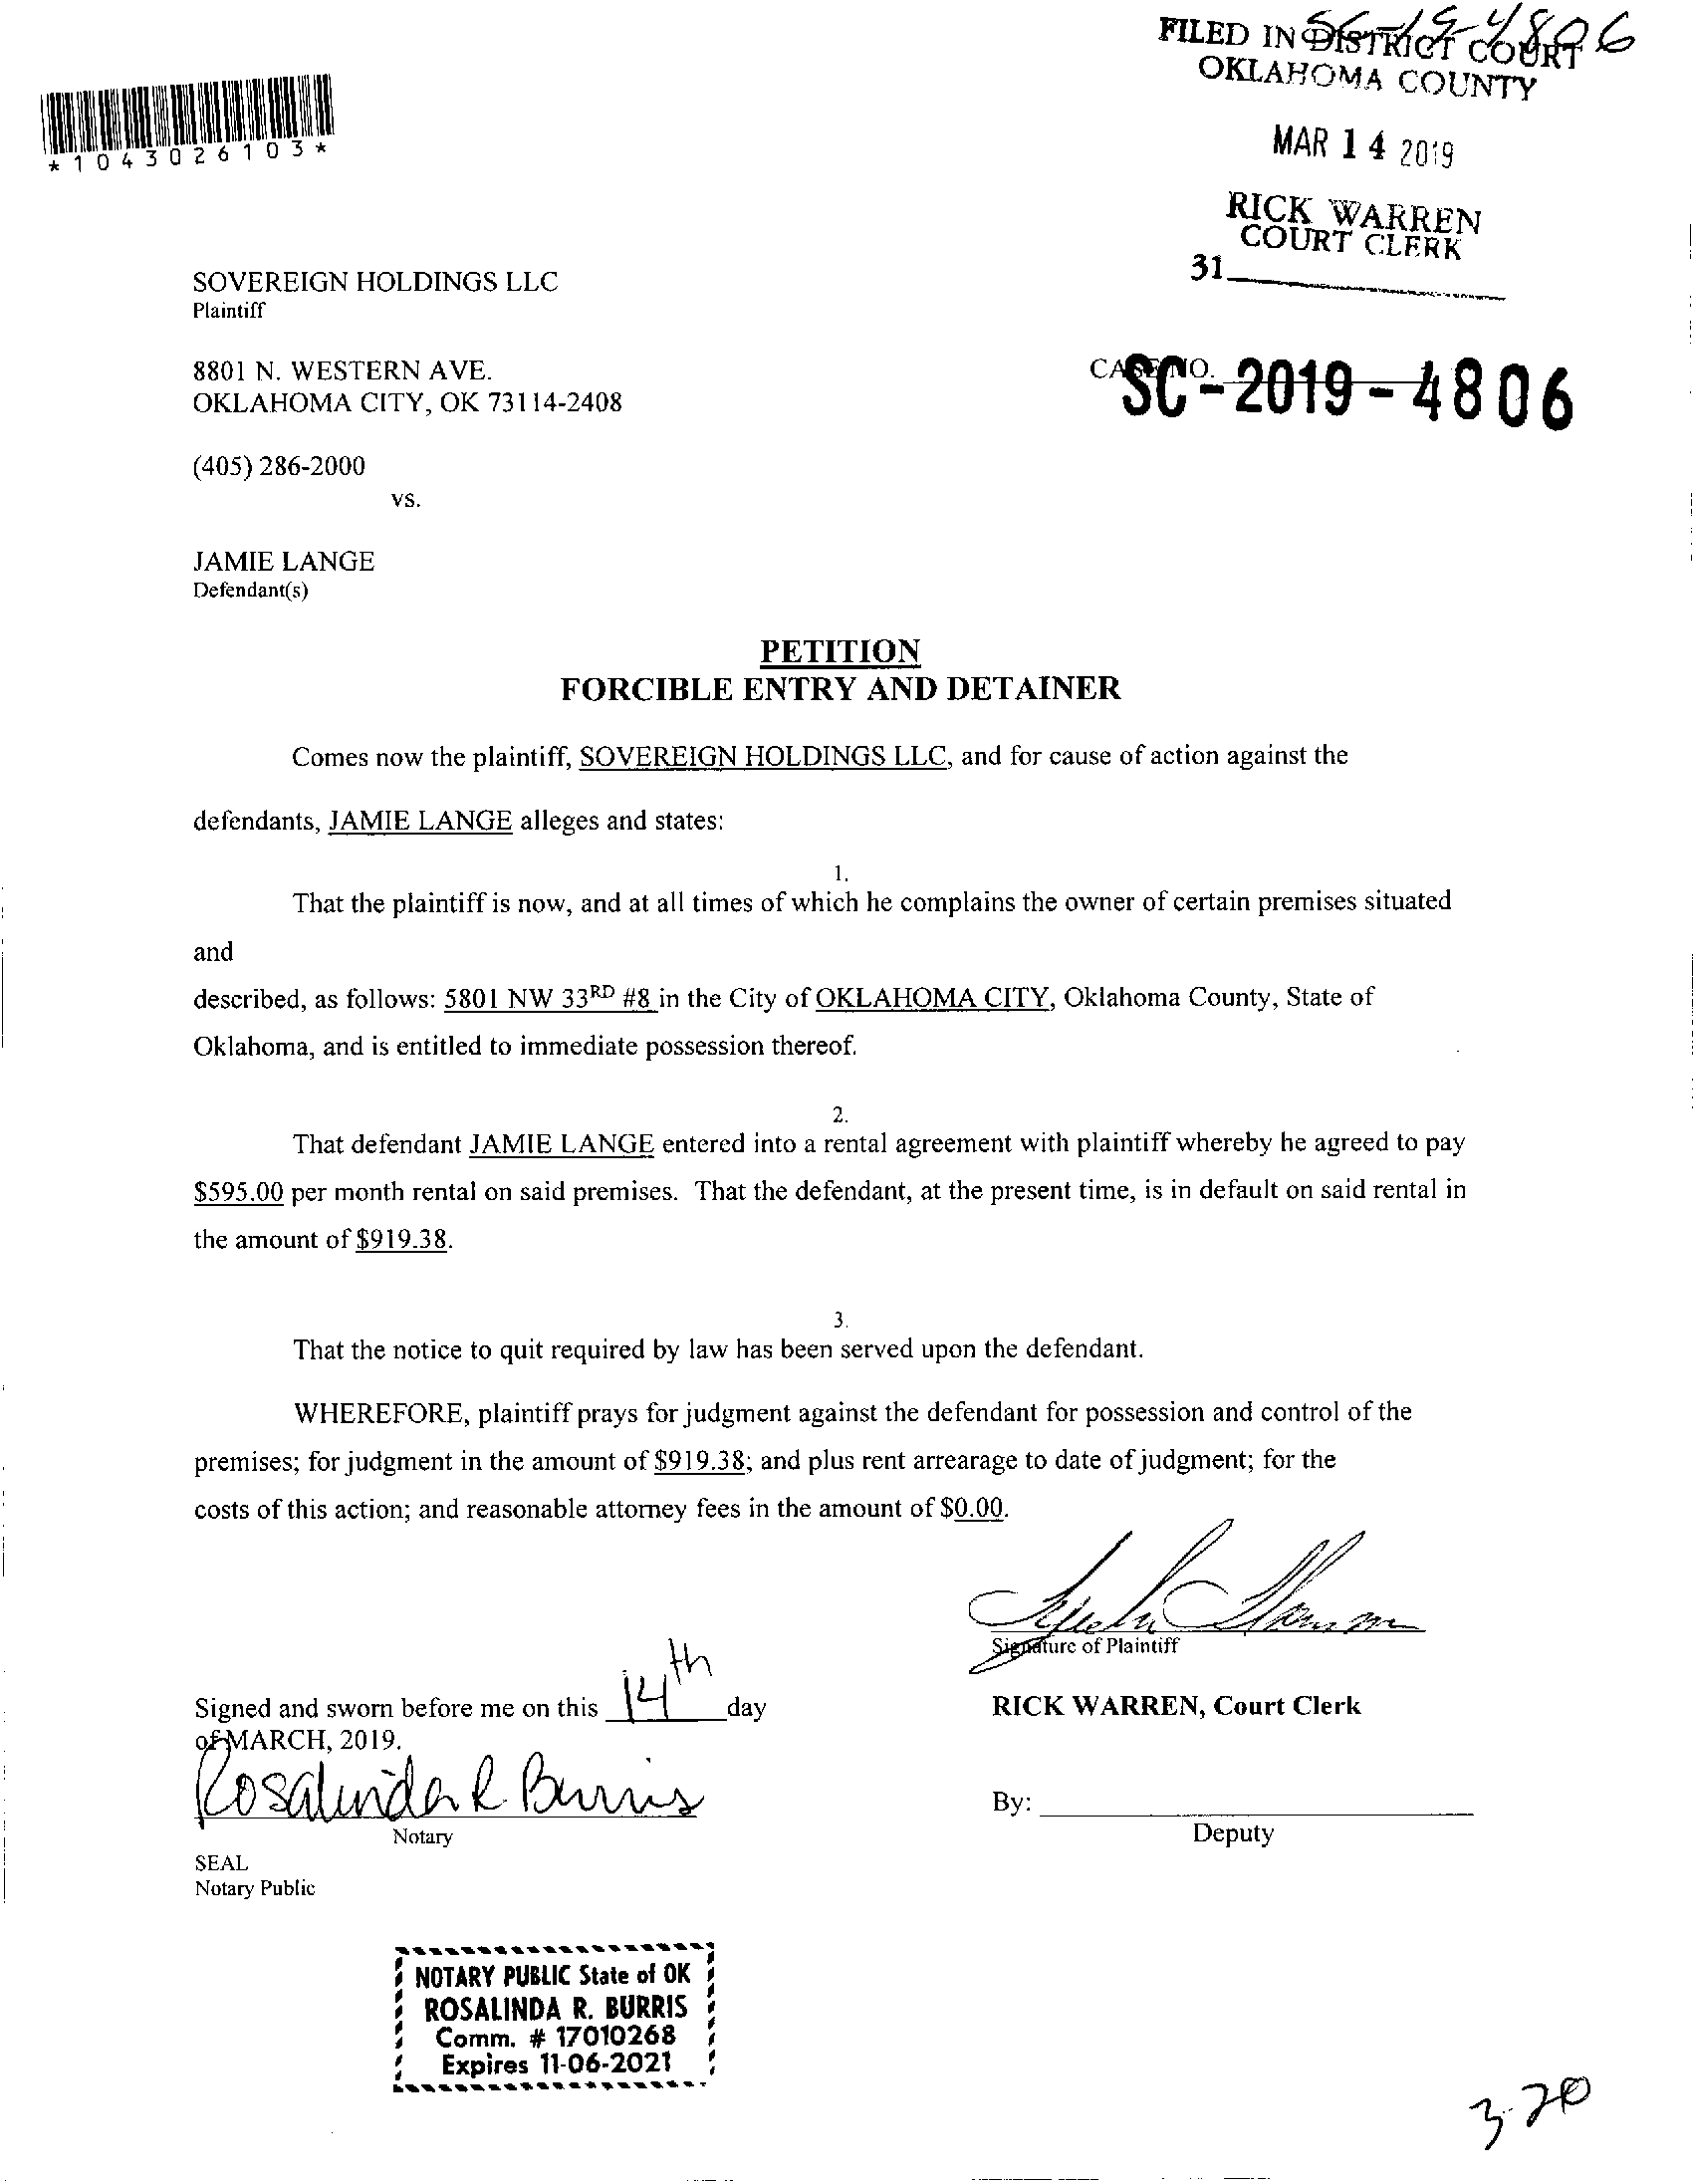 SC-19-4806
FILED IN DISTRICT COURT
OKLAHOMA COUNTY
*1043026103*
MAR 14 2019
RICK WARREN
COURT CLERK
31
SOVEREIGN HOLDINGS LLC
Plaintiff
8801 N. WESTERN AVE.
OKLAHOMA CITY, OK 73114-2408
CASE NO.
SC-2019-4806
(405) 286-2000
vs.
JAMIE LANGE
Defendant(s)
PETITION
FORCIBLE ENTRY AND DETAINER
Comes now the plaintiff, SOVEREIGN HOLDINGS LLC, and for cause of action against the
defendants, JAMIE LANGE alleges and states:
1.
That the plaintiff is now, and at all times of which he complains the owner of certain premises situated
and
described, as follows: 5801 NW 33RD #8 in the City of OKLAHOMA CITY, Oklahoma County, State of
Oklahoma, and is entitled to immediate possession thereof.
2.
That defendant JAMIE LANGE entered into a rental agreement with plaintiff whereby he agreed to pay
$595.00 per month rental on said premises. That the defendant, at the present time, is in default on said rental in
the amount of $919.38.
3.
That the notice to quit required by law has been served upon the defendant.
WHEREFORE, plaintiff prays for judgment against the defendant for possession and control of the
premises; for judgment in the amount of $919.38; and plus rent arrearage to date of judgment; for the
costs of this action; and reasonable attorney fees in the amount of $0.00.
Signature of Plaintiff
Signed and sworn before me on this 14th day
of MARCH, 2019.
RICK WARREN, Court Clerk
Rosalinda R Burris
Notary
By:
Deputy
SEAL
Notary Public
NOTARY PUBLIC State of OK
ROSALINDA R. BURRIS
Comm. # 17010268
Expires 11-06-2021
3-20